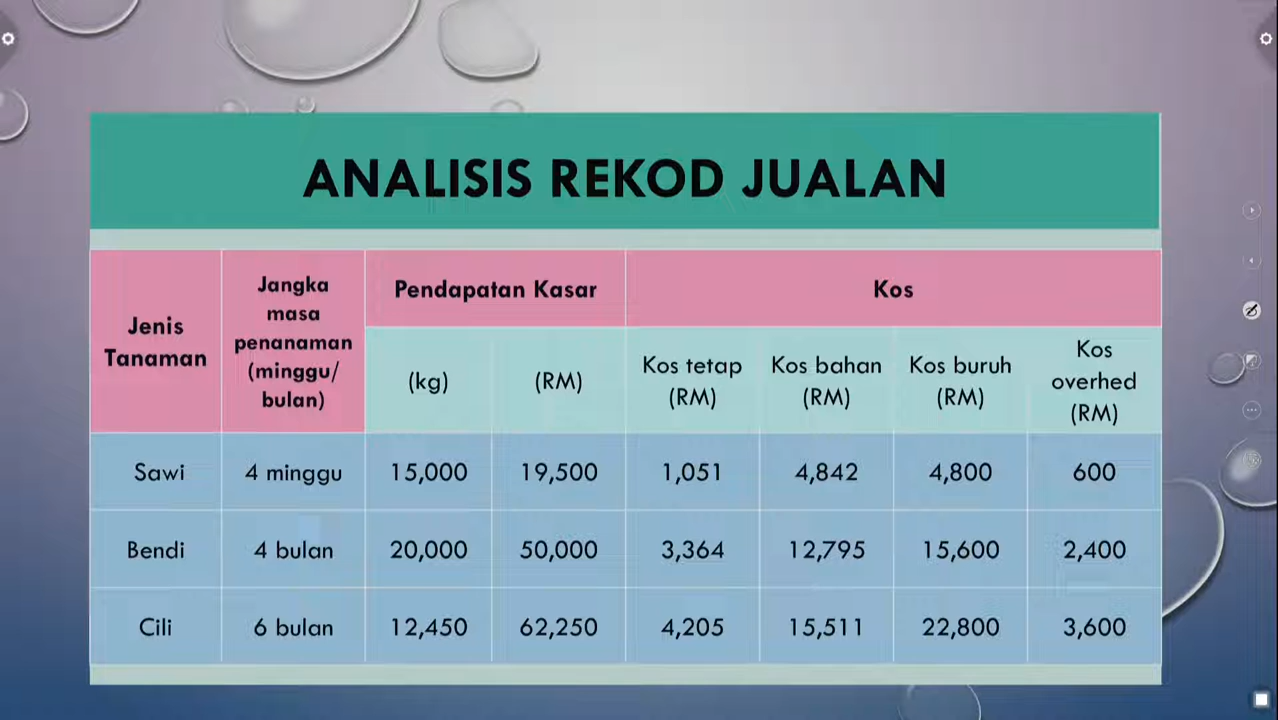 ANALISIS REKOD JUALAN
Jenis
Tanaman
Jangka
masa
penanaman
(minggu/
bulan)
Pendapatan Kasar
Kos
(kg)
(RM)
Kos tetap
(RM)
Kos bahan
(RM)
Kos buruh
(RM)
Kos
overhed
(RM)
Sawi 4 minggu 15,000 19,500 1,051 4,842 4,800 600
Bendi 4 bulan 20,000 50,000 3,364 12,795 15,600 2,400
Cili 6 bulan 12,450 62,250 4,205 15,511 22,800 3,600